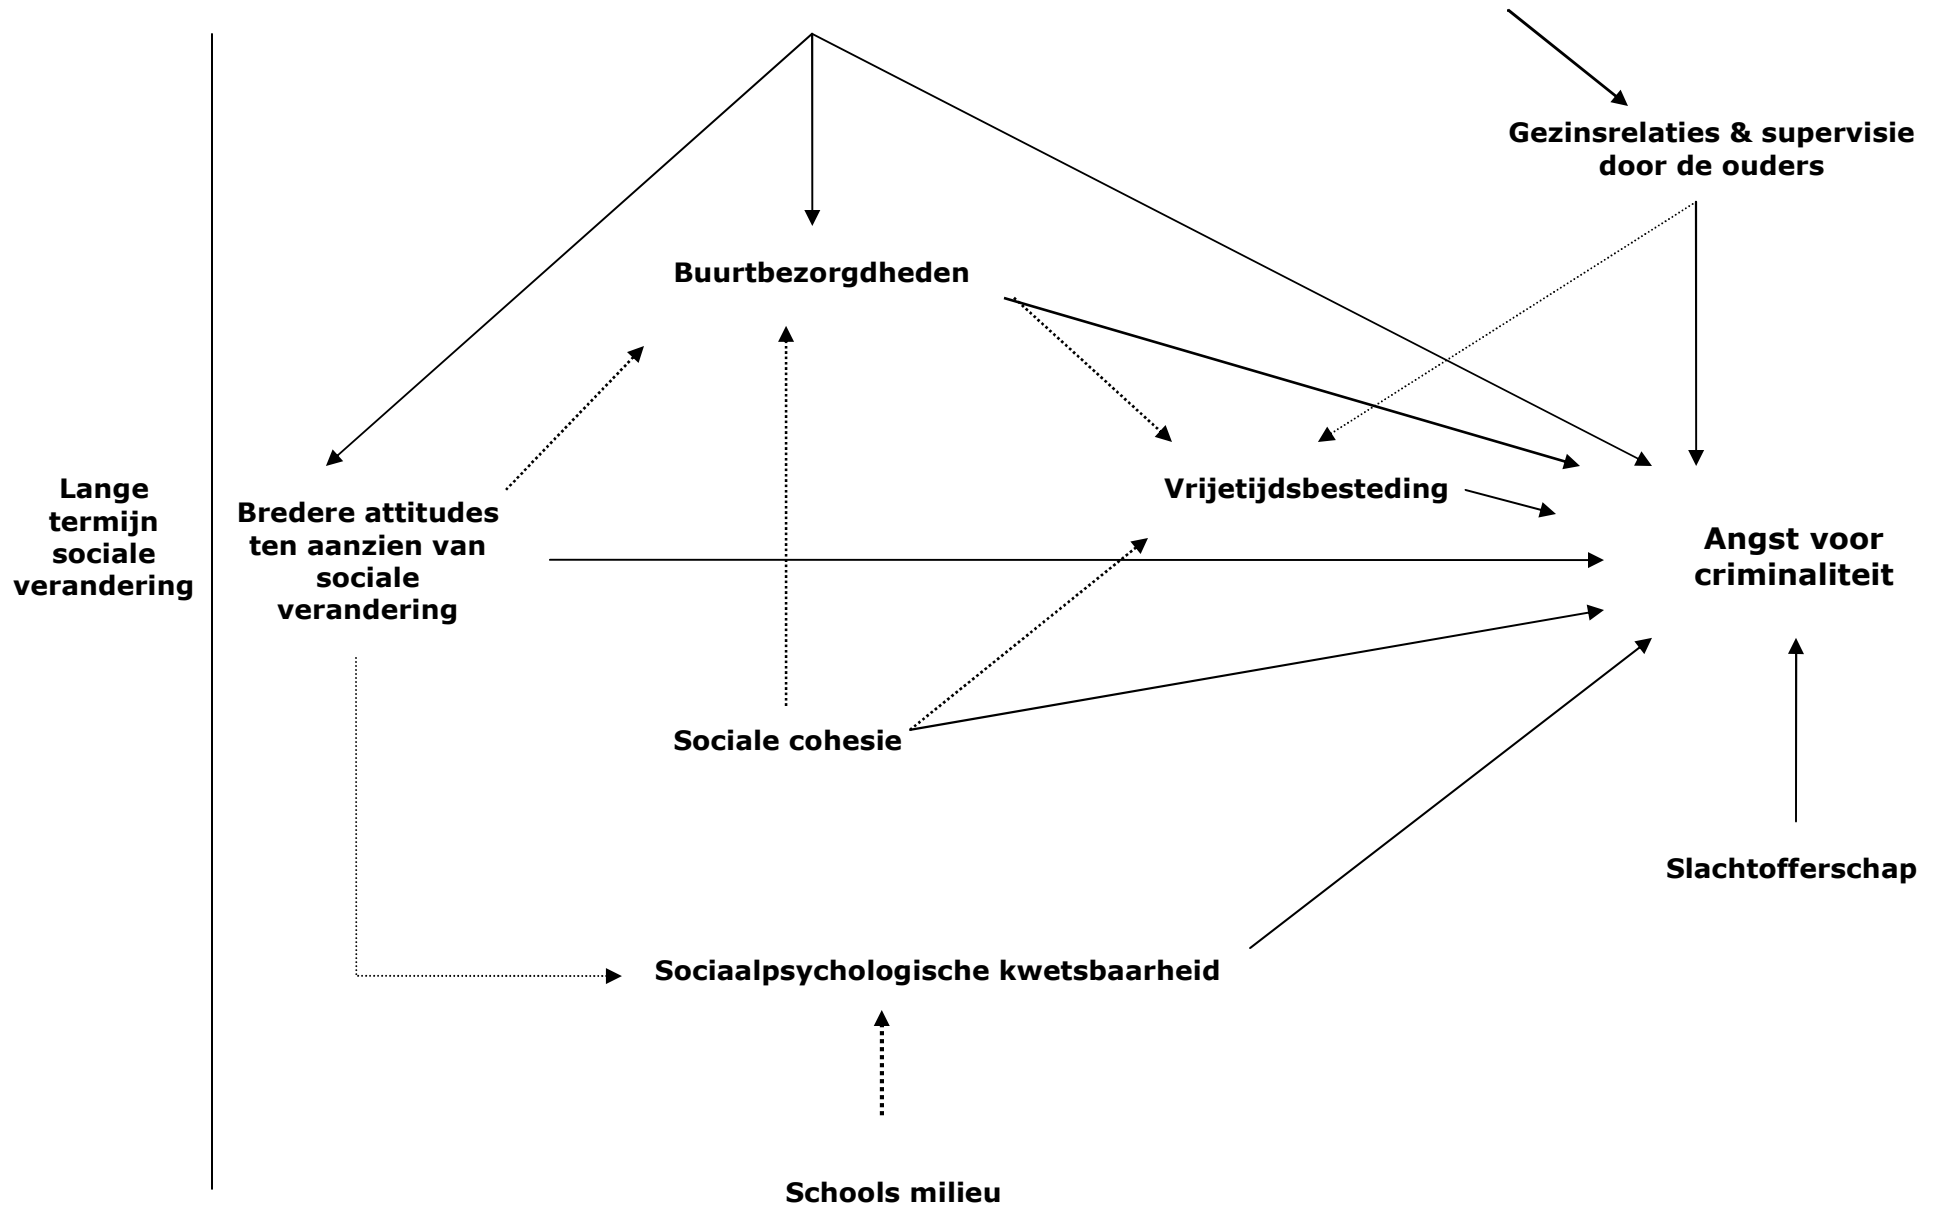 Gezinsrelaties & supervisie
door de ouders
Buurtbezorgdheden
Lange
termijn
sociale
verandering
Bredere attitudes
ten aanzien van
sociale
verandering
Vrijetijdsbesteding
Angst voor
criminaliteit
Sociale cohesie
Slachtofferschap
Sociaalpsychologische kwetsbaarheid
Schools milieu